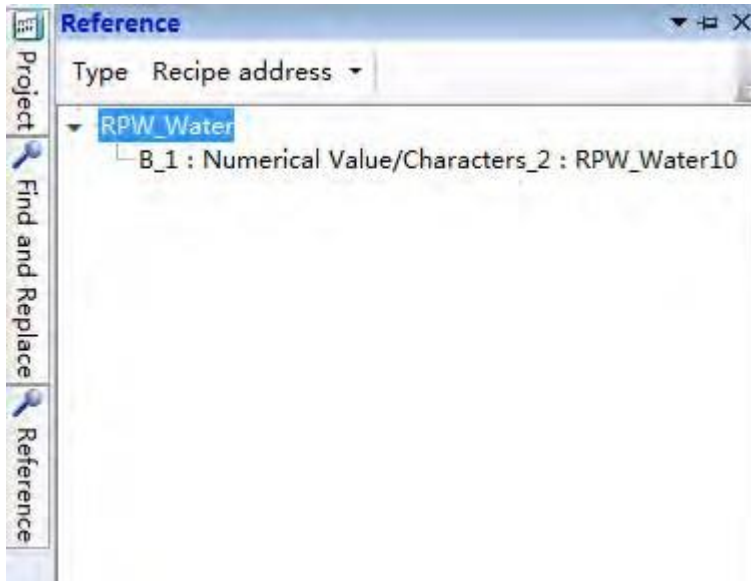 Reference
Type Recipe address
RPW_Water
B_1 : Numerical Value/Characters_2 : RPW_Water10
Project
Find and Replace
Reference